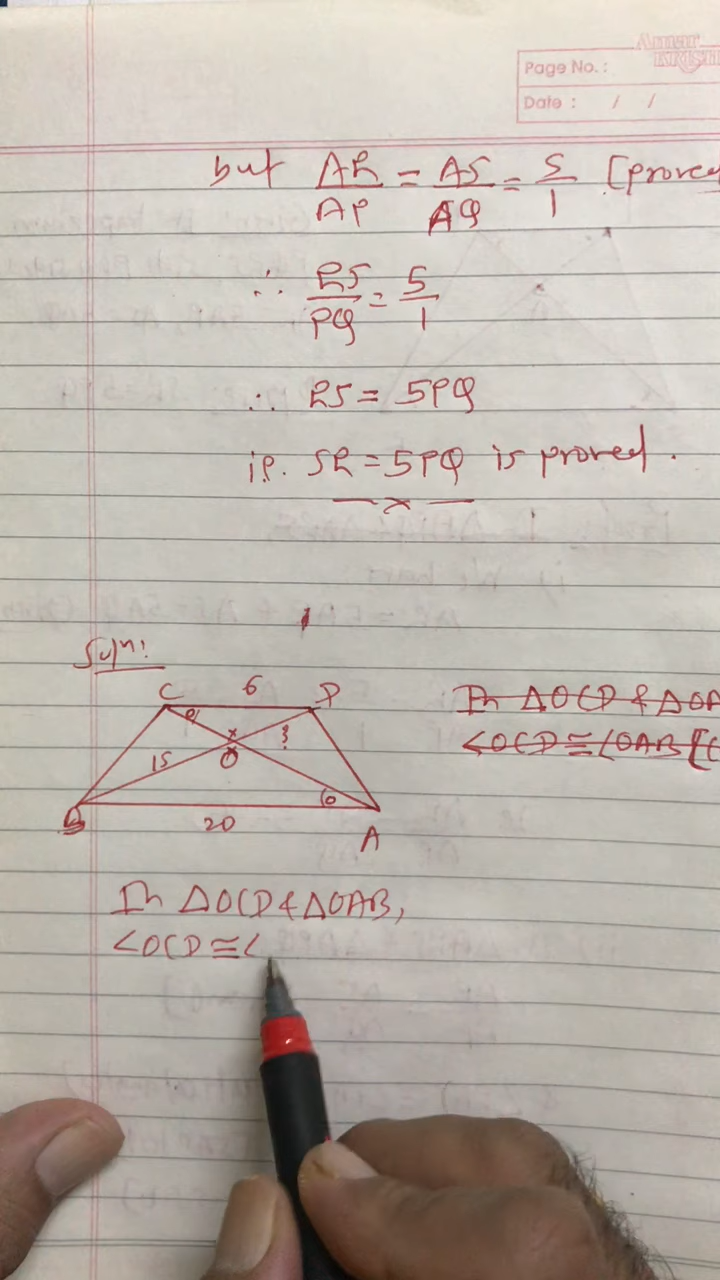 Page No. :
Date : / /
but AR/AP = AS/AQ = 5/1 [proved
∴ RS/PQ = 5/1
∴ RS = 5PQ
i.e. SR = 5PQ is proved.
Soln:
C 6 D
15 O ?
B 20 A
In ΔOCD & ΔOA
<OCD ≅ <OAB [
In ΔOCD & ΔOAB,
<OCD ≅ <